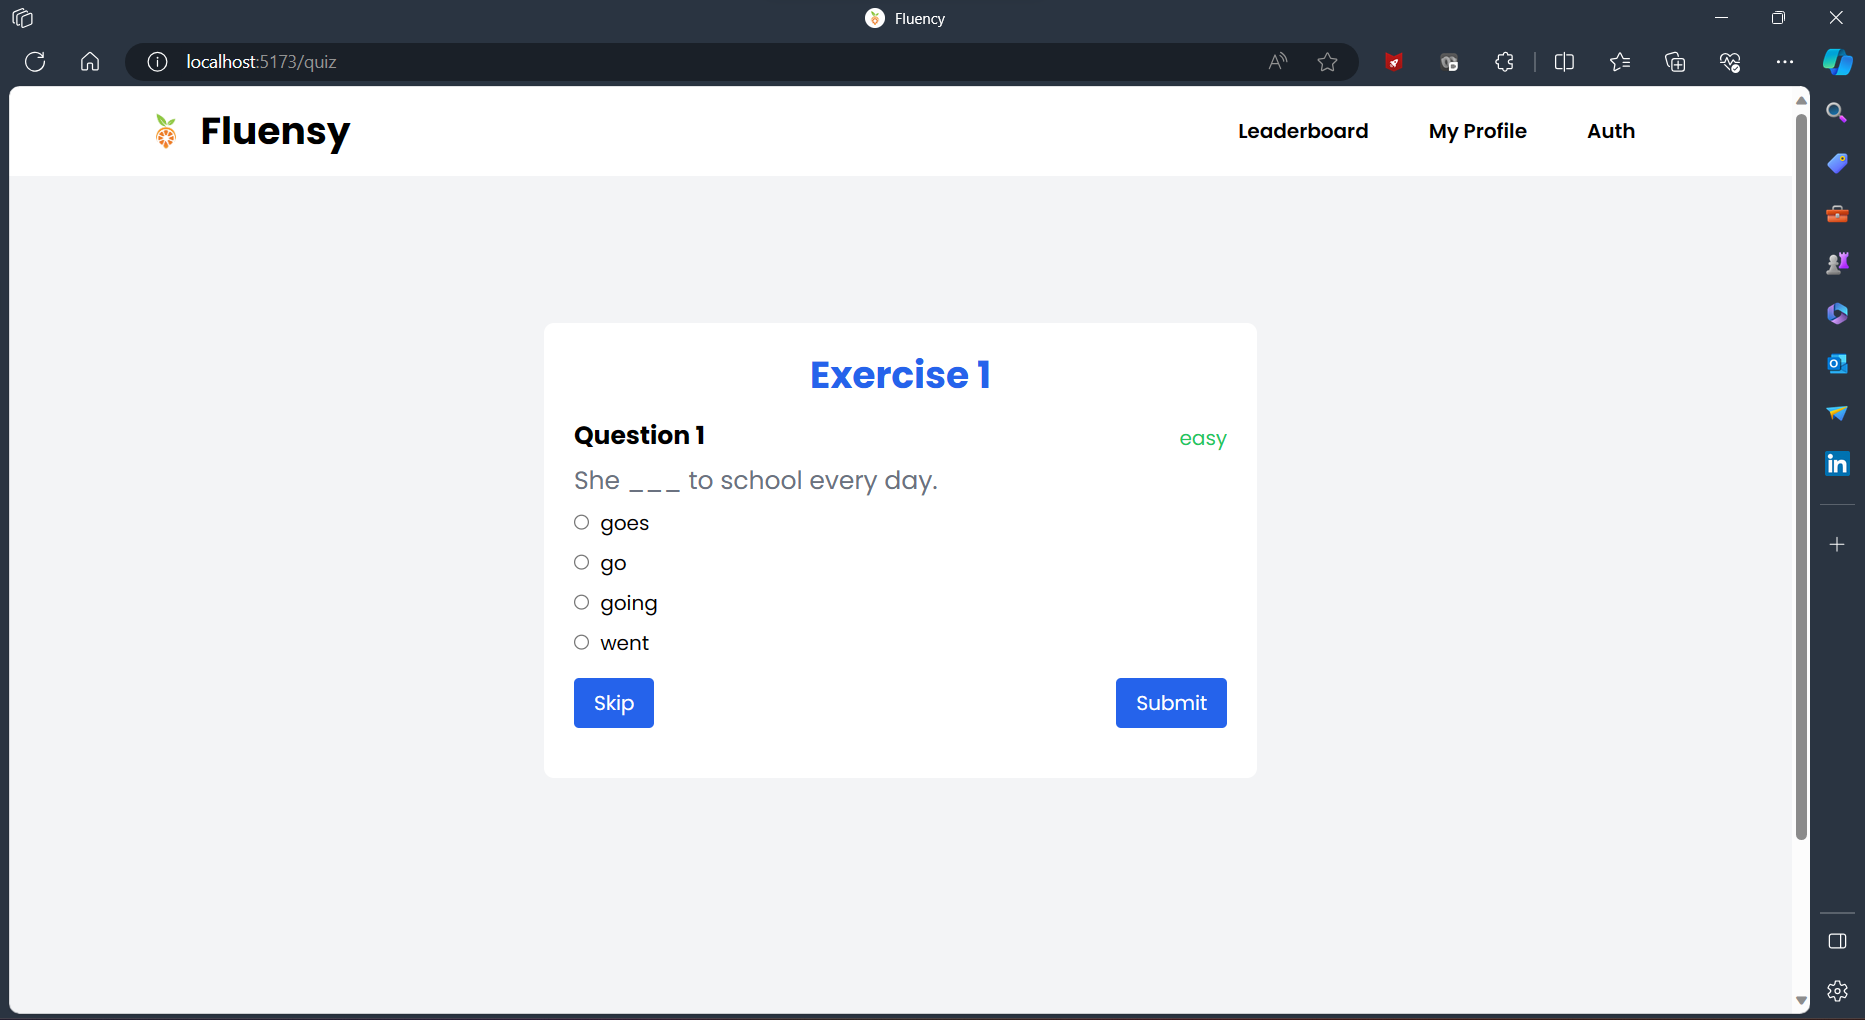 Fluency
localhost:5173/quiz
Fluensy
Leaderboard
My Profile
Auth
Exercise 1
Question 1
easy
She ___ to school every day.
goes
go
going
went
Skip
Submit